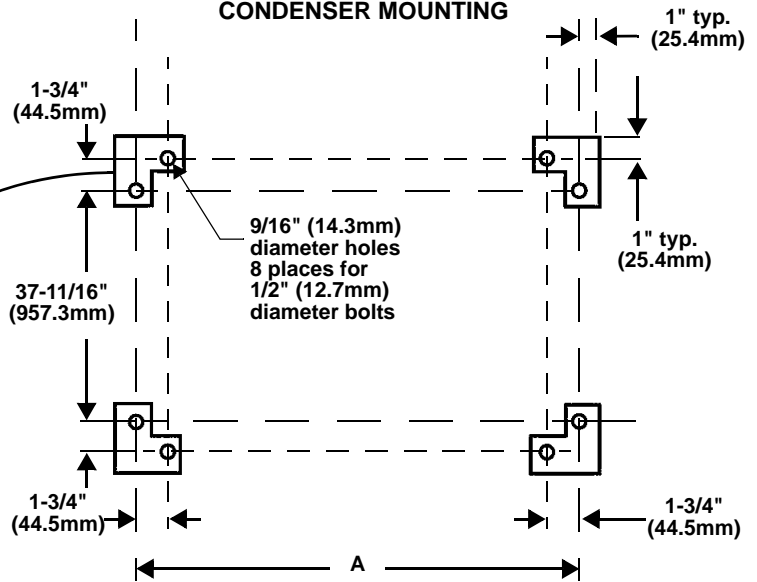 CONDENSER MOUNTING
1" typ.
(25.4mm)
1-3/4"
(44.5mm)
9/16" (14.3mm)
diameter holes
8 places for
1/2" (12.7mm)
diameter bolts
1" typ.
(25.4mm)
37-11/16"
(957.3mm)
1-3/4"
(44.5mm)
1-3/4"
(44.5mm)
A